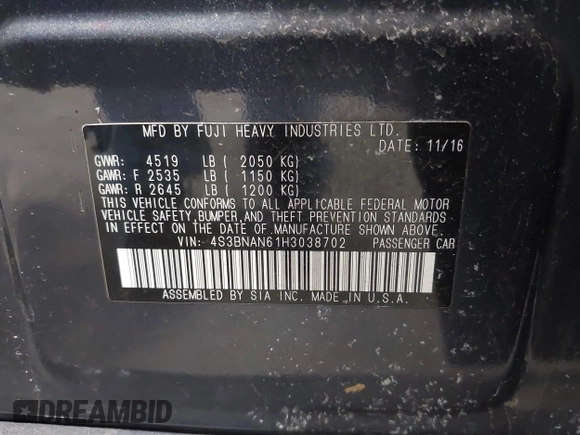 MFD BY FUJI HEAVY INDUSTRIES LTD.
DATE: 11/16
GVWR: 4519 LB ( 2050 KG)
GAWR: F 2535 LB ( 1150 KG)
GAWR: R 2645 LB ( 1200 KG)
THIS VEHICLE CONFORMS TO ALL APPLICABLE FEDERAL MOTOR
VEHICLE SAFETY,BUMPER,AND THEFT PREVENTION STANDARDS
IN EFFECT ON THE DATE OF MANUFACTURE SHOWN ABOVE.
VIN: 4S3BNAN61H3038702 PASSENGER CAR
ASSEMBLED BY SIA INC. MADE IN U.S.A.
DREAMBID